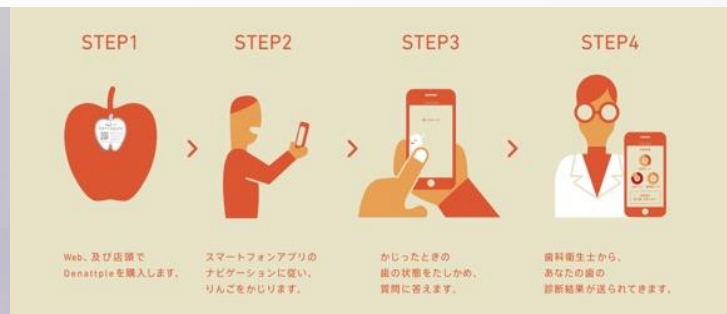 STEP1
STEP2
STEP3
STEP4
Web、及び店頭で
Denattpleを購入します。
スマートフォンアプリの
ナビゲーションに従い、
りんごをかじります。
かじったときの
歯の状態をたしかめ、
質問に答えます。
歯科衛生士から、
あなたの歯の
診断結果が送られてきます。